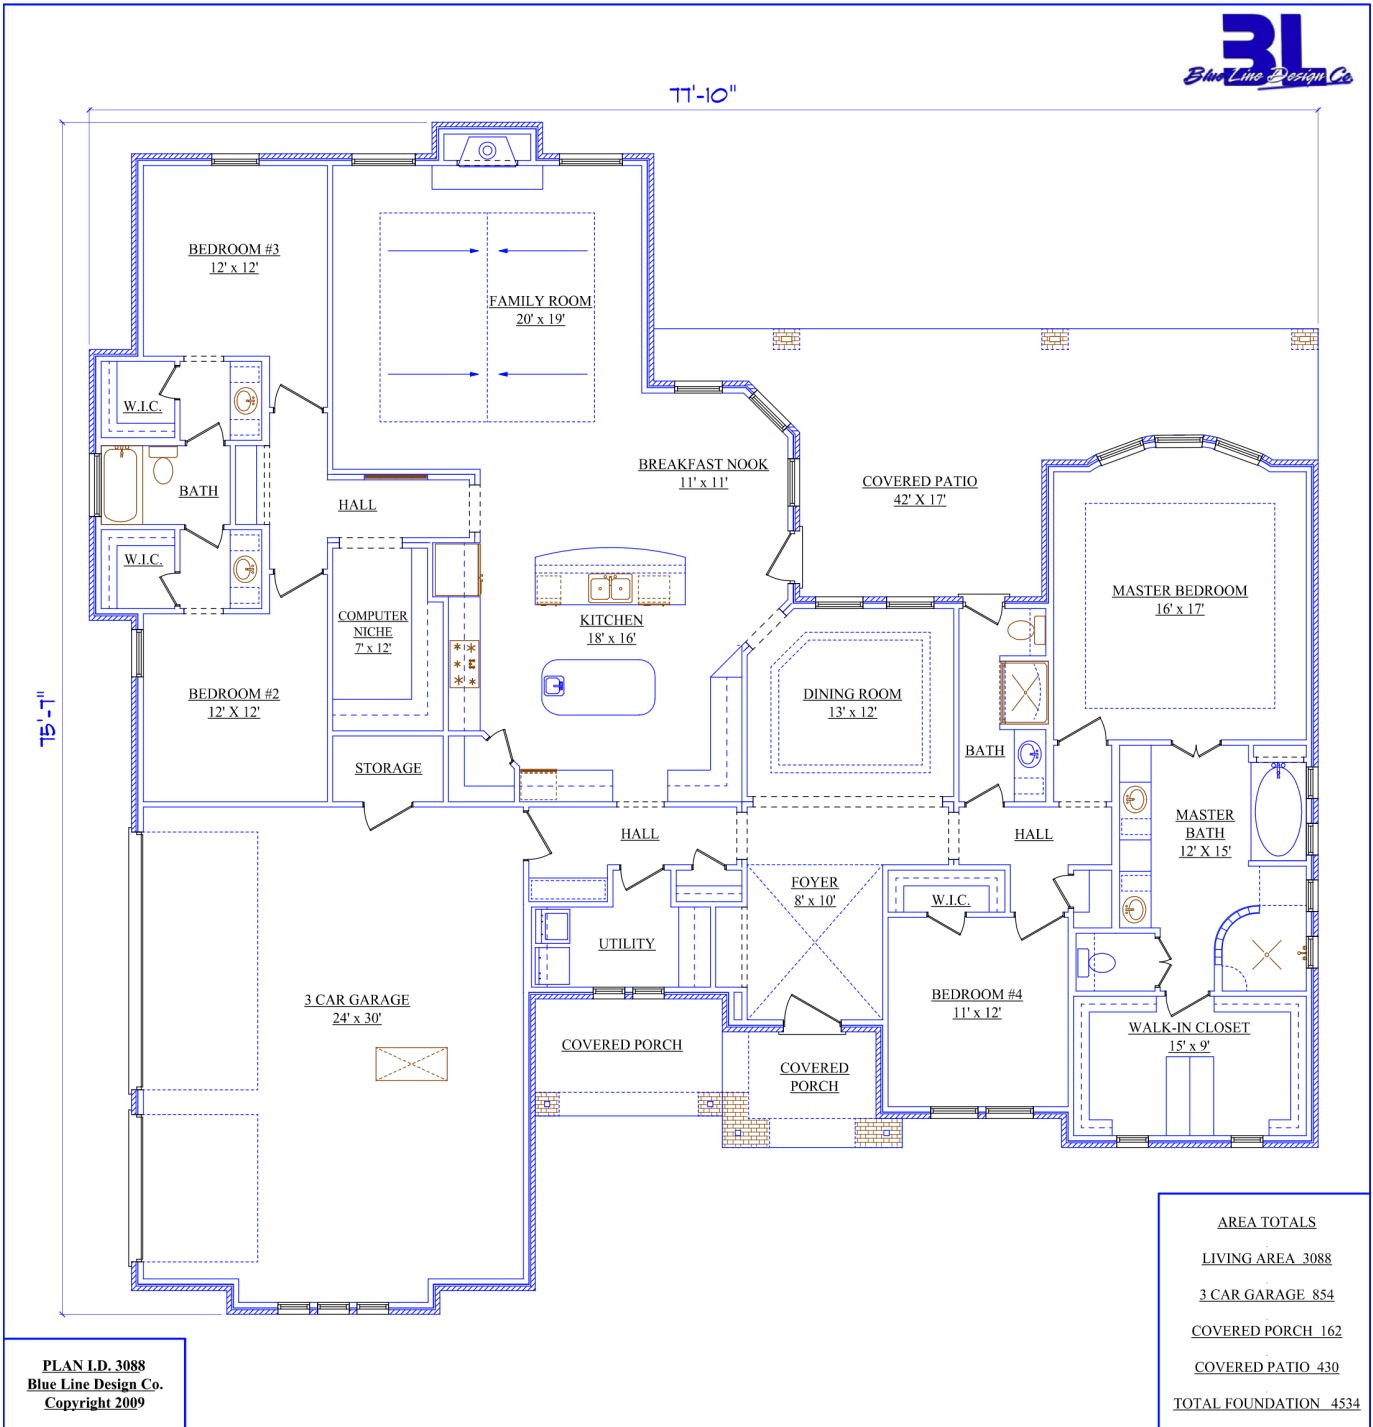 BL
Blue Line Design Co.
77'-10"
75'-7"
BEDROOM #3
12' x 12'
FAMILY ROOM
20' x 19'
W.I.C.
BATH
HALL
BREAKFAST NOOK
11' x 11'
COVERED PATIO
42' X 17'
W.I.C.
COMPUTER
NICHE
7' x 12'
KITCHEN
18' x 16'
MASTER BEDROOM
16' x 17'
BEDROOM #2
12' X 12'
DINING ROOM
13' x 12'
BATH
STORAGE
HALL
HALL
MASTER
BATH
12' X 15'
FOYER
8' x 10'
W.I.C.
UTILITY
3 CAR GARAGE
24' x 30'
BEDROOM #4
11' x 12'
WALK-IN CLOSET
15' x 9'
COVERED PORCH
COVERED
PORCH
AREA TOTALS
LIVING AREA 3088
3 CAR GARAGE 854
COVERED PORCH 162
COVERED PATIO 430
TOTAL FOUNDATION 4534
PLAN I.D. 3088
Blue Line Design Co.
Copyright 2009